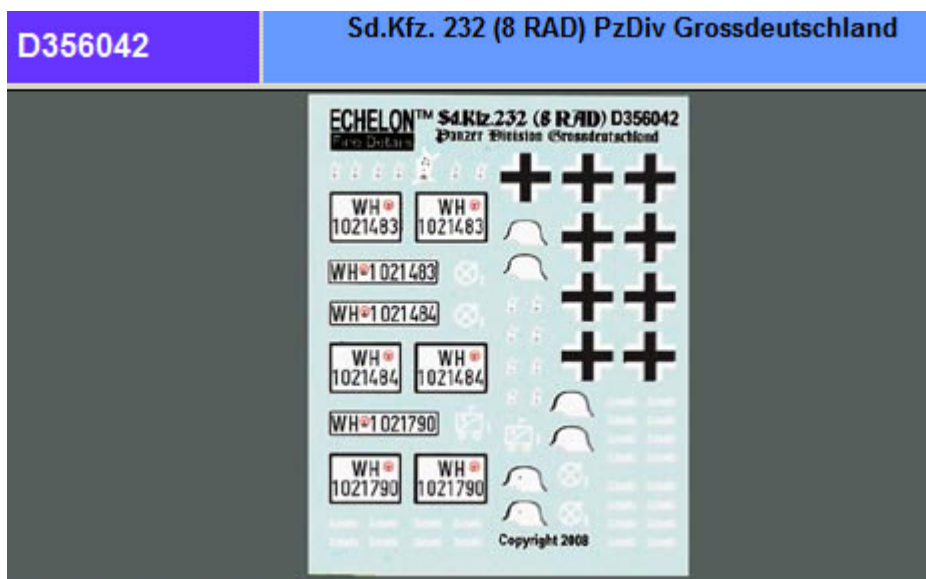 D356042
Sd.Kfz. 232 (8 RAD) PzDiv Grossdeutschland
ECHELON™ Sd.Kfz.232 (8 RAD) D356042
Fine Details Panzer Division Grossdeutschland
WH WH
1021483 1021483
WH 1021483
WH 1021484
WH WH
1021484 1021484
WH 1021790
WH WH
1021790 1021790
Copyright 2008